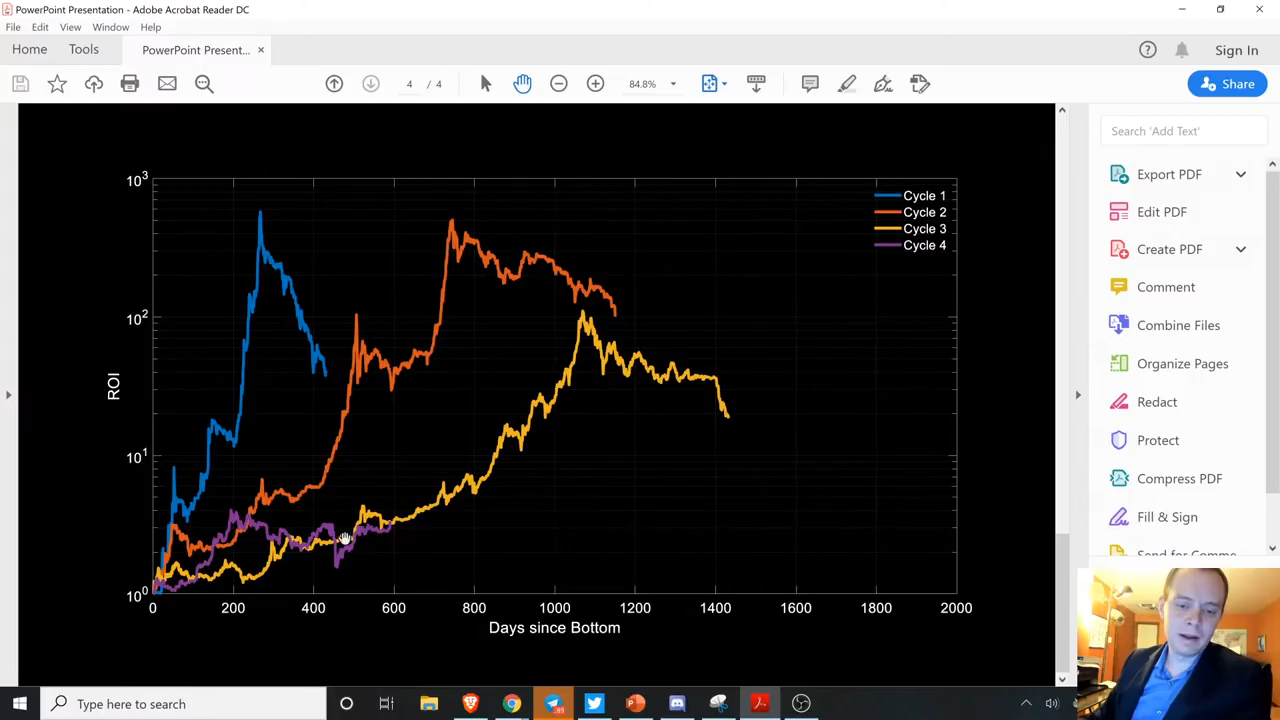 PowerPoint Presentation - Adobe Acrobat Reader DC
File Edit View Window Help
Home Tools PowerPoint Present... ×
Sign In
4 / 4 84.8%
Share
Search 'Add Text'
Export PDF
Edit PDF
Create PDF
Comment
Combine Files
Organize Pages
Redact
Protect
Compress PDF
Fill & Sign
Send for Comme
10³
10²
10¹
10⁰
ROI
Cycle 1
Cycle 2
Cycle 3
Cycle 4
0 200 400 600 800 1000 1200 1400 1600 1800 2000
Days since Bottom
Type here to search